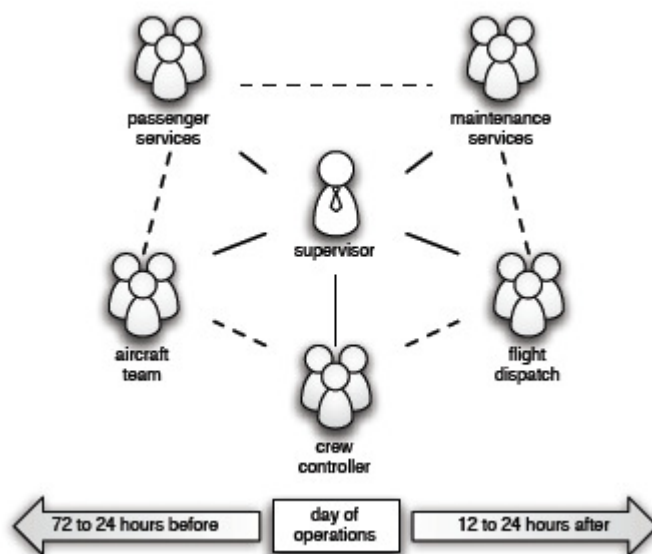 passenger
services
maintenance
services
supervisor
aircraft
team
flight
dispatch
crew
controller
72 to 24 hours before
day of
operations
12 to 24 hours after